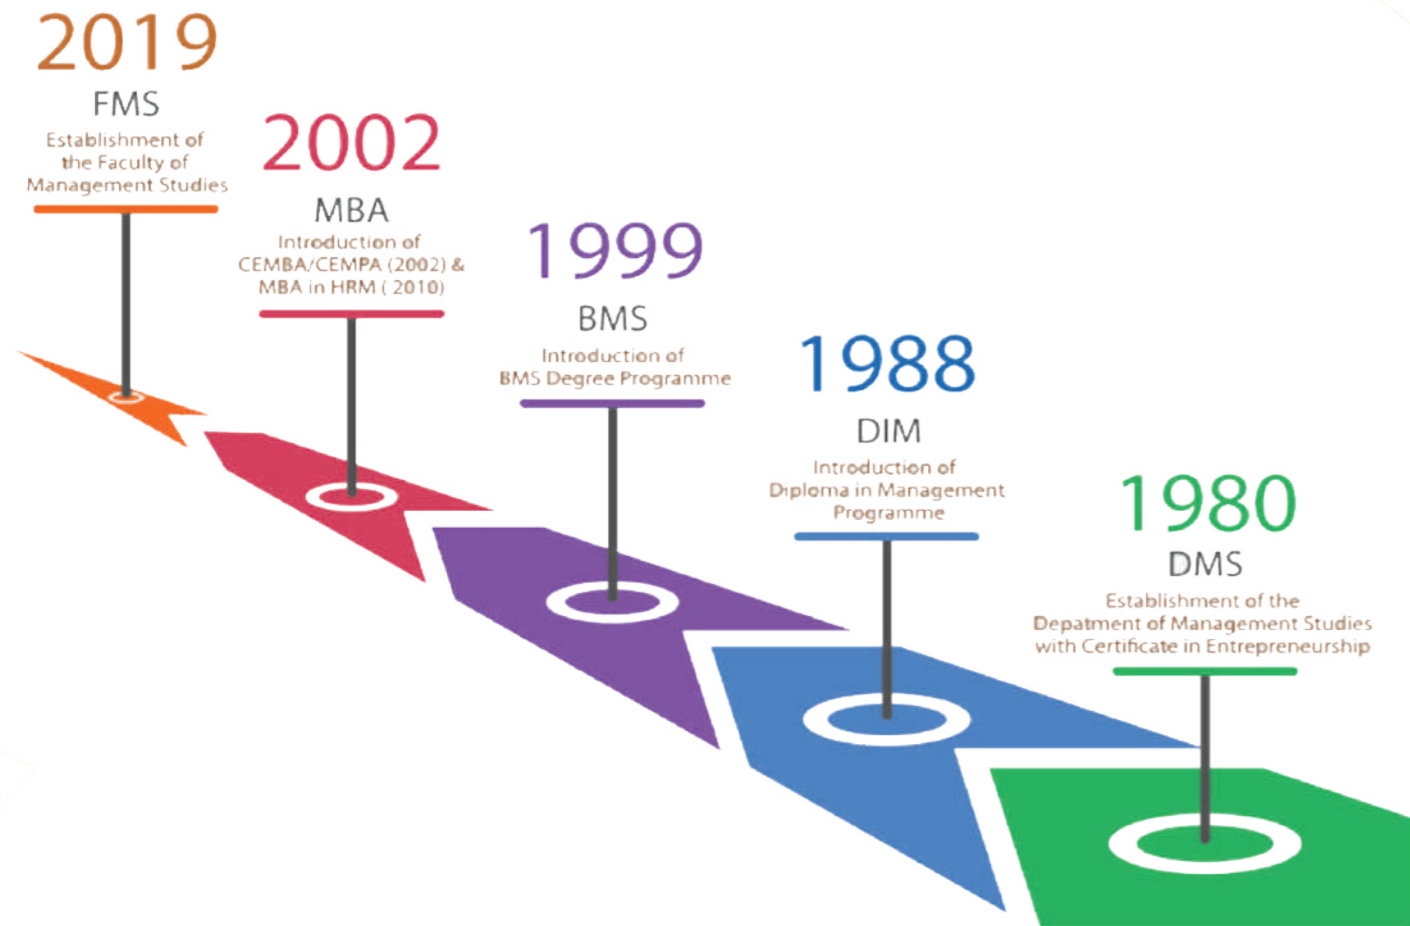 2019
FMS
Establishment of
the Faculty of
Management Studies
2002
MBA
Introduction of
CEMBA/CEMPA (2002) &
MBA in HRM ( 2010)
1999
BMS
Introduction of
BMS Degree Programme
1988
DIM
Introduction of
Diploma in Management
Programme
1980
DMS
Establishment of the
Depatment of Management Studies
with Certificate in Entrepreneurship